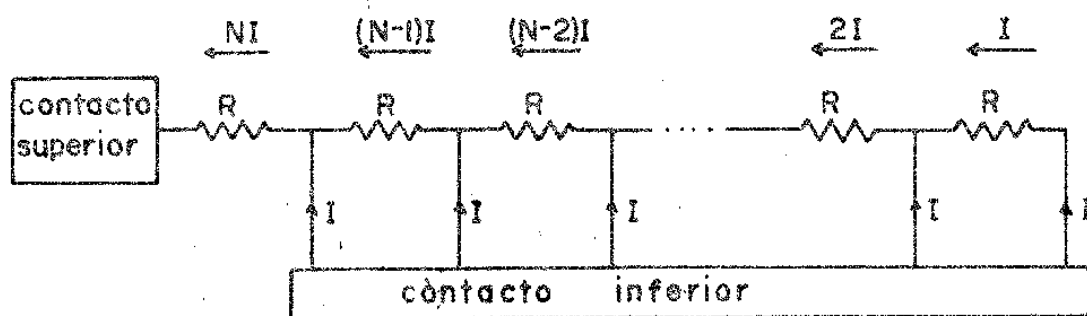 NI (N-1)I (N-2)I 2I I
contacto
superior
R R R R R
I I I I I
còntacto inferior